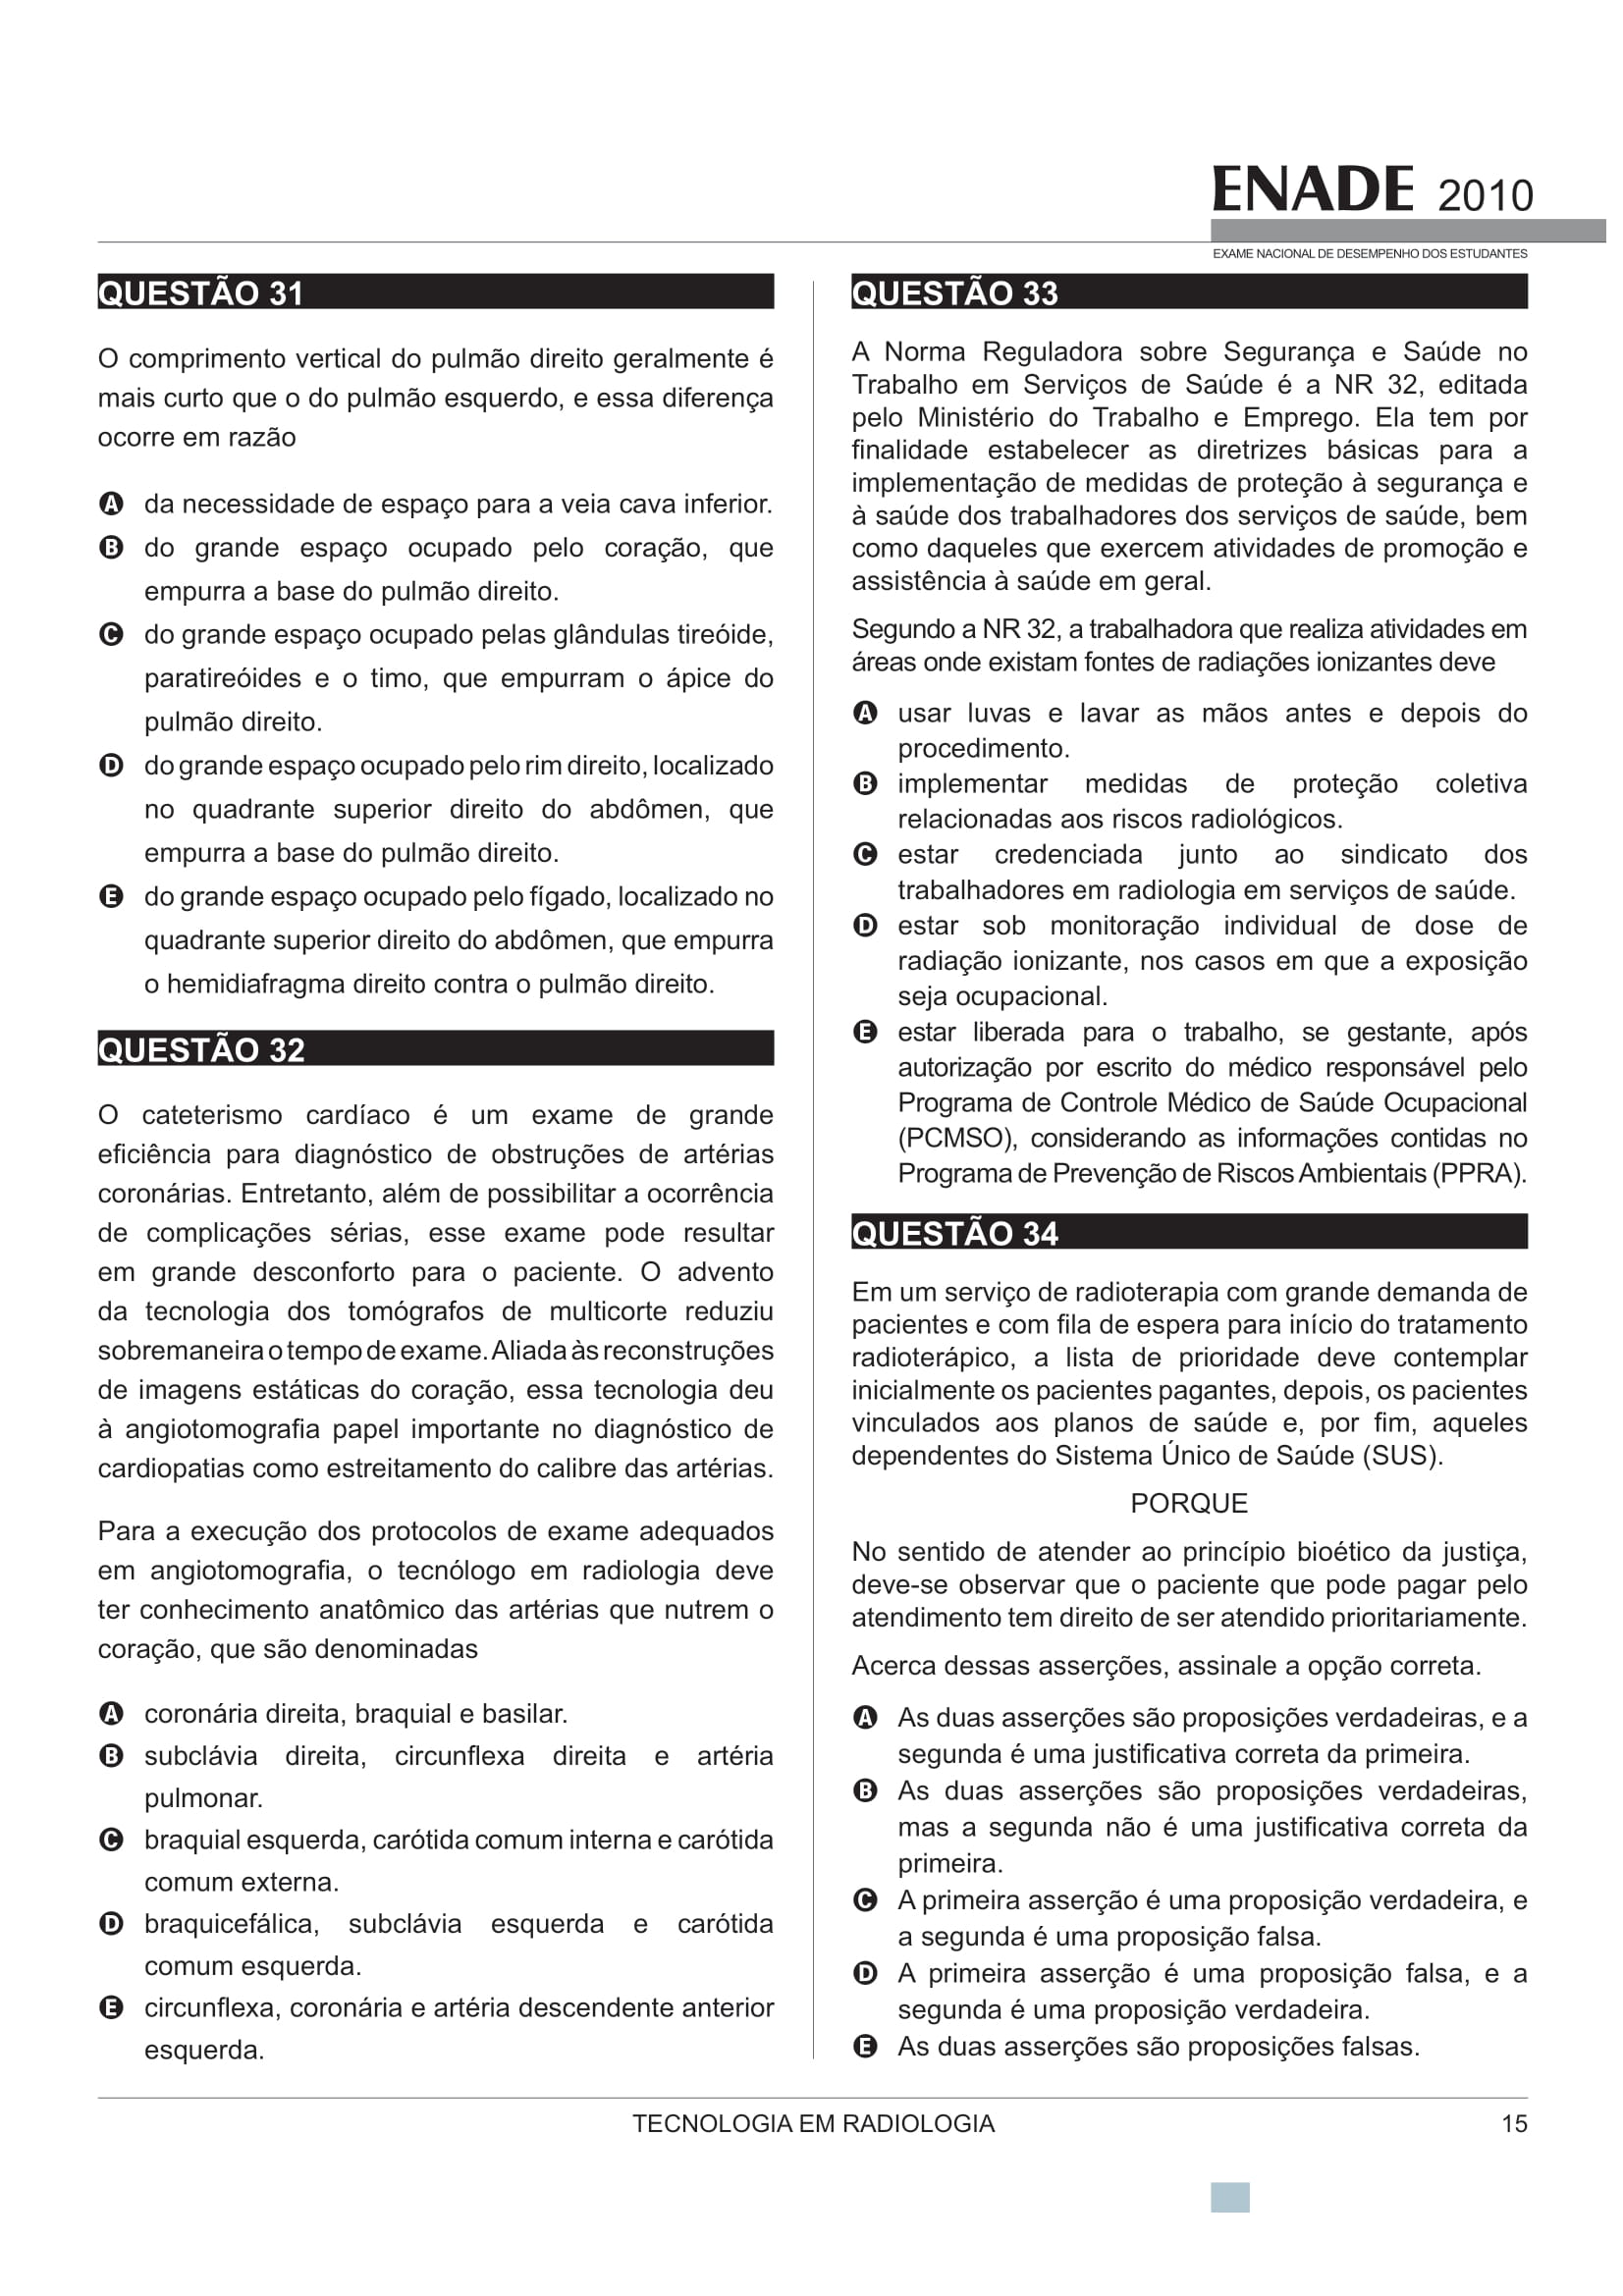 ENADE 2010
EXAME NACIONAL DE DESEMPENHO DOS ESTUDANTES
QUESTÃO 31
O comprimento vertical do pulmão direito geralmente é
mais curto que o do pulmão esquerdo, e essa diferença
ocorre em razão
A da necessidade de espaço para a veia cava inferior.
B do grande espaço ocupado pelo coração, que
empurra a base do pulmão direito.
C do grande espaço ocupado pelas glândulas tireóide,
paratireóides e o timo, que empurram o ápice do
pulmão direito.
D do grande espaço ocupado pelo rim direito, localizado
no quadrante superior direito do abdômen, que
empurra a base do pulmão direito.
E do grande espaço ocupado pelo fígado, localizado no
quadrante superior direito do abdômen, que empurra
o hemidiafragma direito contra o pulmão direito.
QUESTÃO 32
O cateterismo cardíaco é um exame de grande
eficiência para diagnóstico de obstruções de artérias
coronárias. Entretanto, além de possibilitar a ocorrência
de complicações sérias, esse exame pode resultar
em grande desconforto para o paciente. O advento
da tecnologia dos tomógrafos de multicorte reduziu
sobremaneira o tempo de exame. Aliada às reconstruções
de imagens estáticas do coração, essa tecnologia deu
à angiotomografia papel importante no diagnóstico de
cardiopatias como estreitamento do calibre das artérias.
Para a execução dos protocolos de exame adequados
em angiotomografia, o tecnólogo em radiologia deve
ter conhecimento anatômico das artérias que nutrem o
coração, que são denominadas
A coronária direita, braquial e basilar.
B subclávia direita, circunflexa direita e artéria
pulmonar.
C braquial esquerda, carótida comum interna e carótida
comum externa.
D braquicefálica, subclávia esquerda e carótida
comum esquerda.
E circunflexa, coronária e artéria descendente anterior
esquerda.
QUESTÃO 33
A Norma Reguladora sobre Segurança e Saúde no
Trabalho em Serviços de Saúde é a NR 32, editada
pelo Ministério do Trabalho e Emprego. Ela tem por
finalidade estabelecer as diretrizes básicas para a
implementação de medidas de proteção à segurança e
à saúde dos trabalhadores dos serviços de saúde, bem
como daqueles que exercem atividades de promoção e
assistência à saúde em geral.
Segundo a NR 32, a trabalhadora que realiza atividades em
áreas onde existam fontes de radiações ionizantes deve
A usar luvas e lavar as mãos antes e depois do
procedimento.
B implementar medidas de proteção coletiva
relacionadas aos riscos radiológicos.
C estar credenciada junto ao sindicato dos
trabalhadores em radiologia em serviços de saúde.
D estar sob monitoração individual de dose de
radiação ionizante, nos casos em que a exposição
seja ocupacional.
E estar liberada para o trabalho, se gestante, após
autorização por escrito do médico responsável pelo
Programa de Controle Médico de Saúde Ocupacional
(PCMSO), considerando as informações contidas no
Programa de Prevenção de Riscos Ambientais (PPRA).
QUESTÃO 34
Em um serviço de radioterapia com grande demanda de
pacientes e com fila de espera para início do tratamento
radioterápico, a lista de prioridade deve contemplar
inicialmente os pacientes pagantes, depois, os pacientes
vinculados aos planos de saúde e, por fim, aqueles
dependentes do Sistema Único de Saúde (SUS).
PORQUE
No sentido de atender ao princípio bioético da justiça,
deve-se observar que o paciente que pode pagar pelo
atendimento tem direito de ser atendido prioritariamente.
Acerca dessas asserções, assinale a opção correta.
A As duas asserções são proposições verdadeiras, e a
segunda é uma justificativa correta da primeira.
B As duas asserções são proposições verdadeiras,
mas a segunda não é uma justificativa correta da
primeira.
C A primeira asserção é uma proposição verdadeira, e
a segunda é uma proposição falsa.
D A primeira asserção é uma proposição falsa, e a
segunda é uma proposição verdadeira.
E As duas asserções são proposições falsas.
TECNOLOGIA EM RADIOLOGIA 15